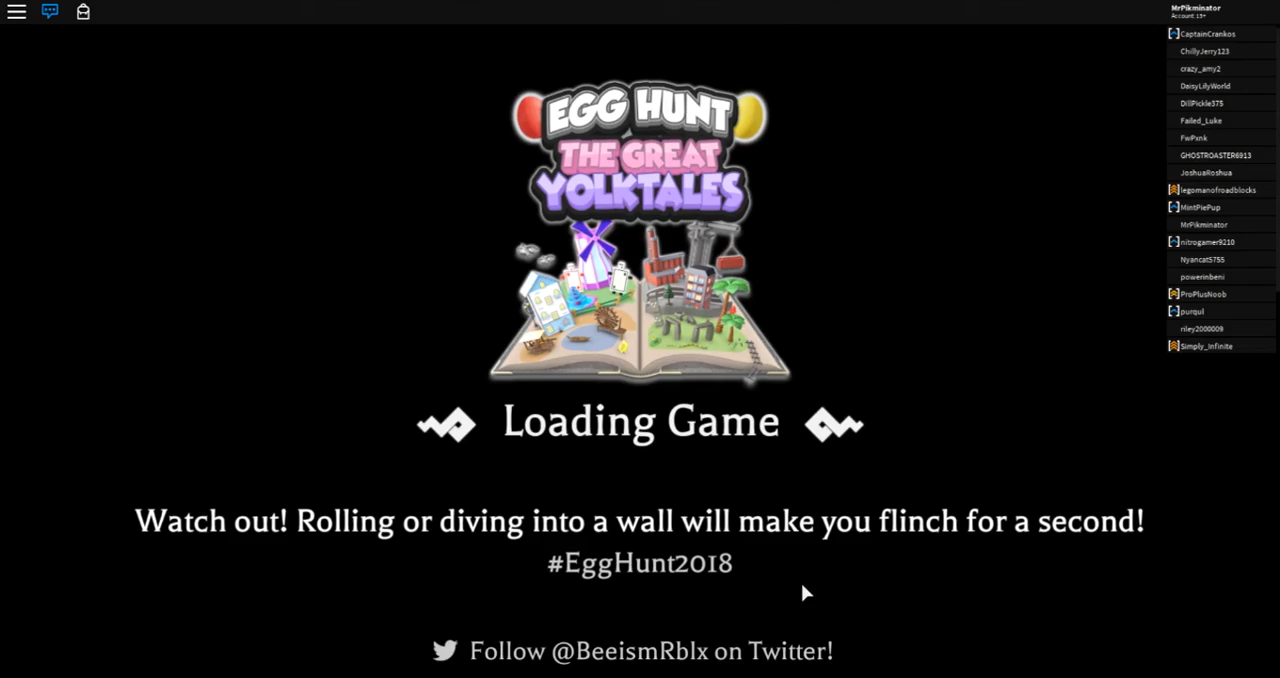 MrPikminator
Account: 13+
CaptainCrankos
ChillyJerry123
crazy_amy2
DaisyLilyWorld
DillPickle375
Failed_Luke
FwPxnk
GHOSTROASTER6913
JoshuaRoshua
legomanofroadblocks
MintPiePup
MrPikminator
nitrogamer9210
Nyancat5755
powerinbeni
ProPlusNoob
purqul
riley2000009
Simply_Infinite
EGG HUNT
THE GREAT
YOLKTALES
Loading Game
Watch out! Rolling or diving into a wall will make you flinch for a second!
#EggHunt2018
Follow @BeeismRblx on Twitter!